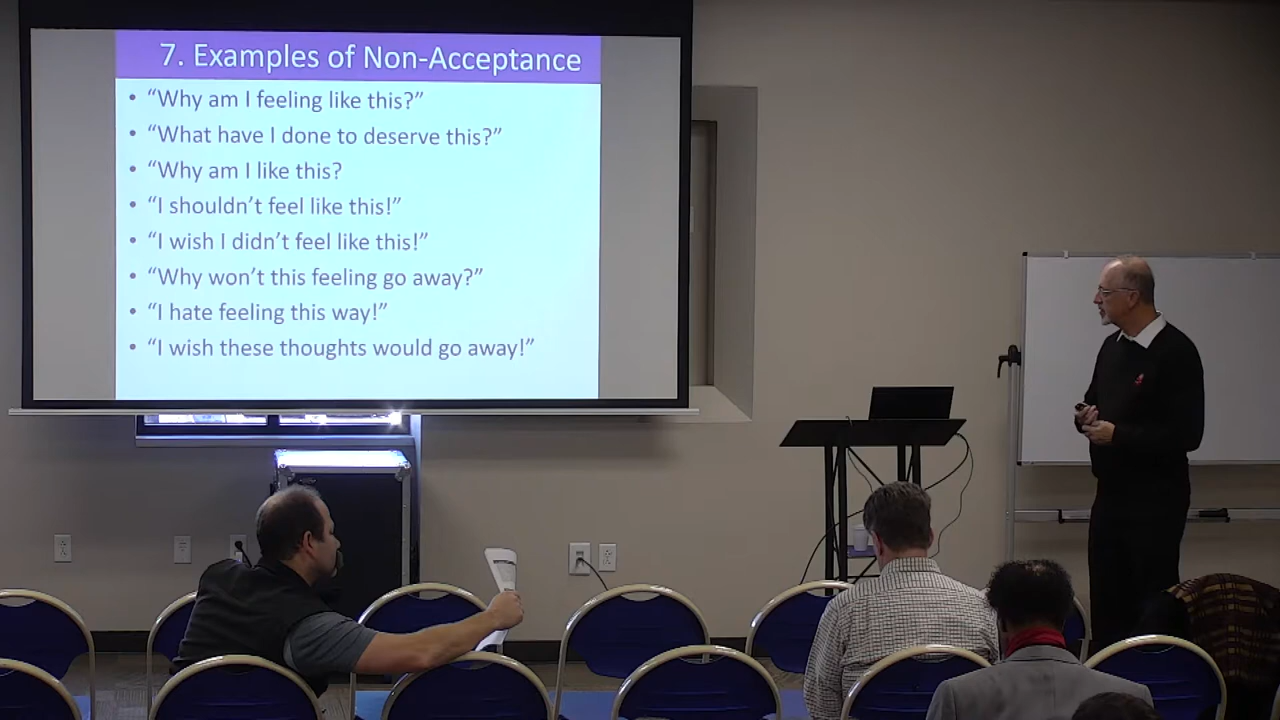 7. Examples of Non-Acceptance
• “Why am I feeling like this?”
• “What have I done to deserve this?”
• “Why am I like this?
• “I shouldn’t feel like this!”
• “I wish I didn’t feel like this!”
• “Why won’t this feeling go away?”
• “I hate feeling this way!”
• “I wish these thoughts would go away!”